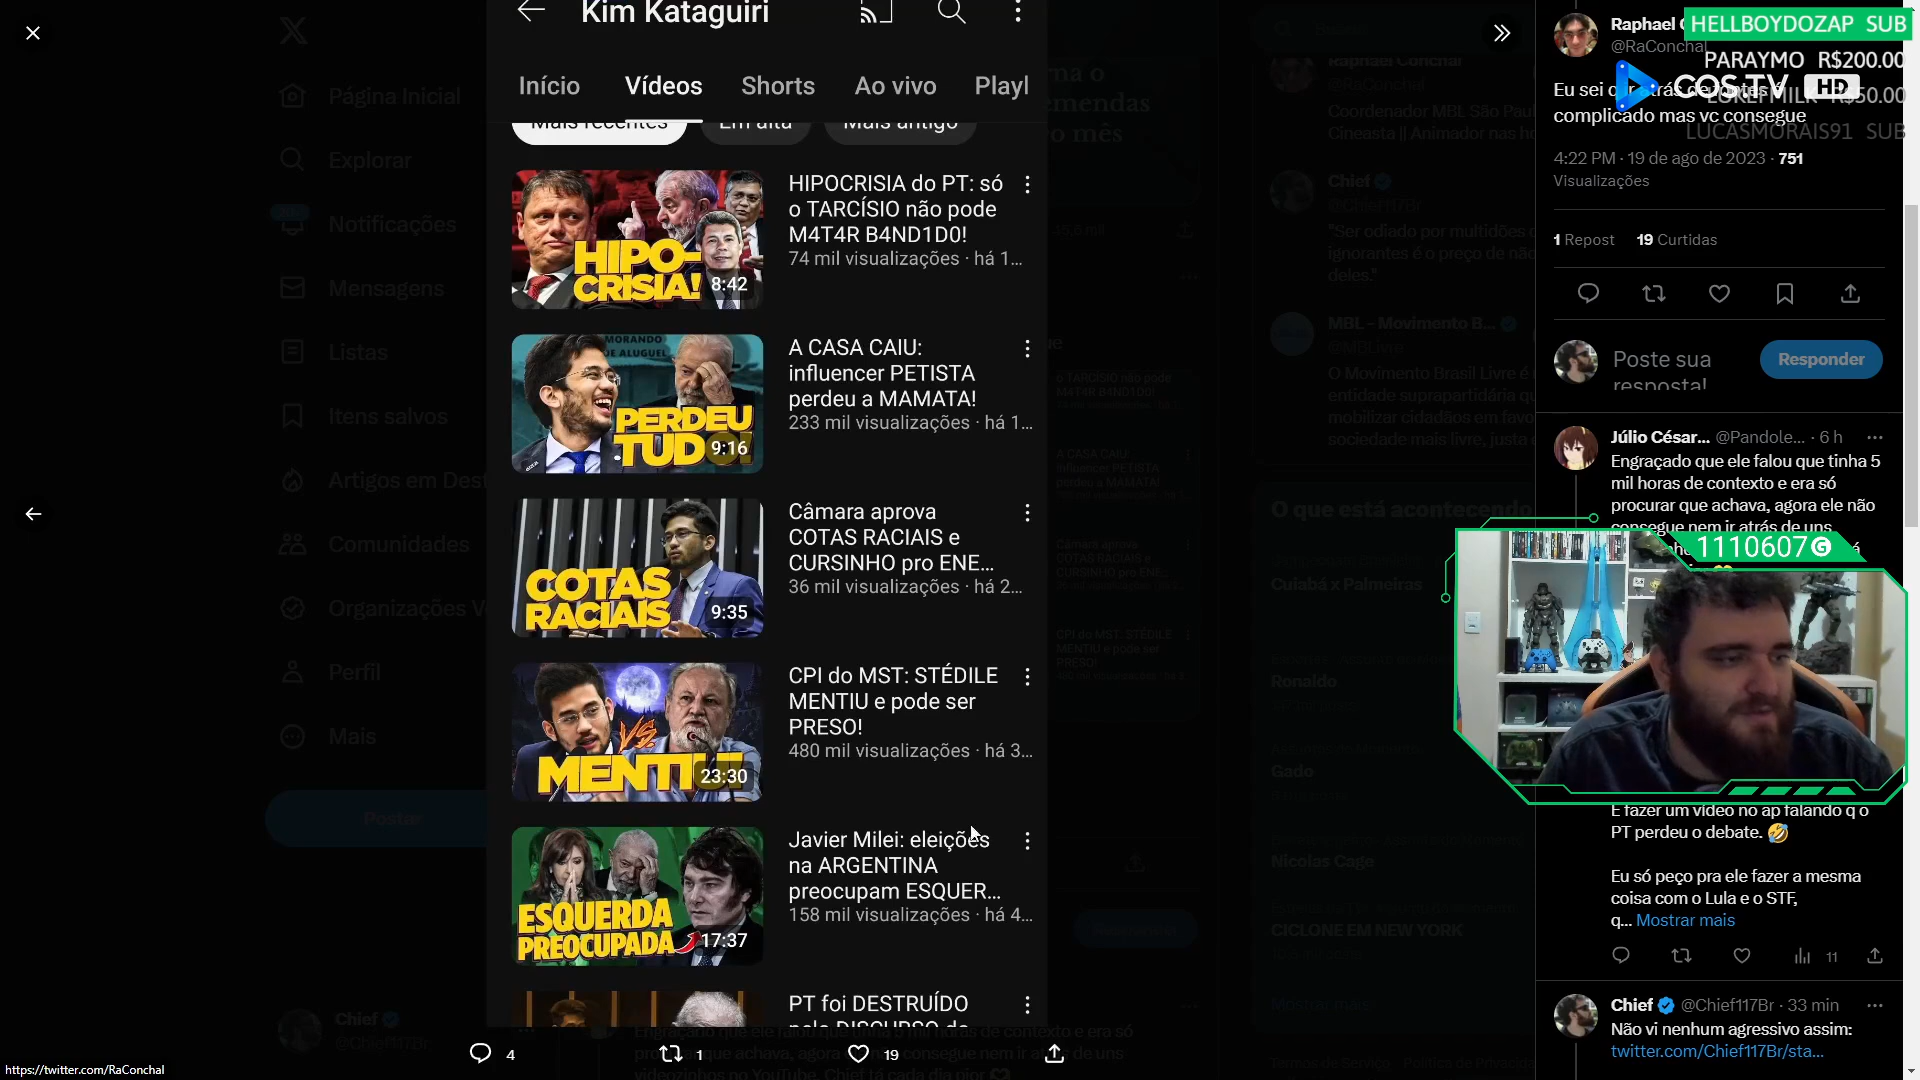 Kim Kataguiri
Início
Vídeos
Shorts
Ao vivo
Playl
Mais recentes
Em alta
Mais antigo
HIPO-
CRISIA!
8:42
HIPOCRISIA do PT: só
o TARCÍSIO não pode
M4T4R B4ND1D0!
74 mil visualizações · há 1...
MORANDO
DE ALUGUEL
PERDEU
TUDO!
9:16
A CASA CAIU:
influencer PETISTA
perdeu a MAMATA!
233 mil visualizações · há 1...
COTAS
RACIAIS
9:35
Câmara aprova
COTAS RACIAIS e
CURSINHO pro ENE...
36 mil visualizações · há 2...
VS.
23:30
CPI do MST: STÉDILE
MENTIU e pode ser
PRESO!
480 mil visualizações · há 3...
ESQUERDA
PREOCUPADA
17:37
Javier Milei: eleições
na ARGENTINA
preocupam ESQUER...
158 mil visualizações · há 4...
PT foi DESTRUÍDO
4
1
19
Página Inicial
Explorar
Notificações
Mensagens
Listas
Itens salvos
Artigos em Dest
Comunidades
Organizações V
Perfil
Mais
Postar
Chief
@Chief117Br
https://twitter.com/RaConchal
Raphael Conchal
@RaConchal
Coordenador MBL São Paul
Cineasta || Animador nas ho
Chief
@Chief117Br
"Ser odiado por multidões d
ignorantes é o preço de não
deles."
MBL - Movimento B...
@MBLivre
O Movimento Brasil Livre é
entidade suprapartidária qu
mobilizar cidadãos em favo
sociedade mais livre, justa e
O que está acontecendo
Cuiabá x Palmeiras
Ronaldo
Gado
Nicolas Cage
CICLONE EM NEW YORK
Mostrar mais
Raphael
@RaConchal
HELLBOYDOZAP SUB
PARAYMO R$200.00
COS.TV HD
LUCASMORAIS91 SUB
Eu sei
complicado mas vc consegue
4:22 PM · 19 de ago de 2023 · 751
Visualizações
1 Repost 19 Curtidas
Poste sua
resposta!
Responder
Júlio César... @Pandole... · 6 h
Engraçado que ele falou que tinha 5
mil horas de contexto e era só
procurar que achava, agora ele não
consegue nem ir atrás de uns
1110607 G
E fazer um vídeo no ap falando q o
PT perdeu o debate. 🤣
Eu só peço pra ele fazer a mesma
coisa com o Lula e o STF,
q... Mostrar mais
11
Chief @Chief117Br · 33 min
Não vi nenhum agressivo assim:
twitter.com/Chief117Br/sta...